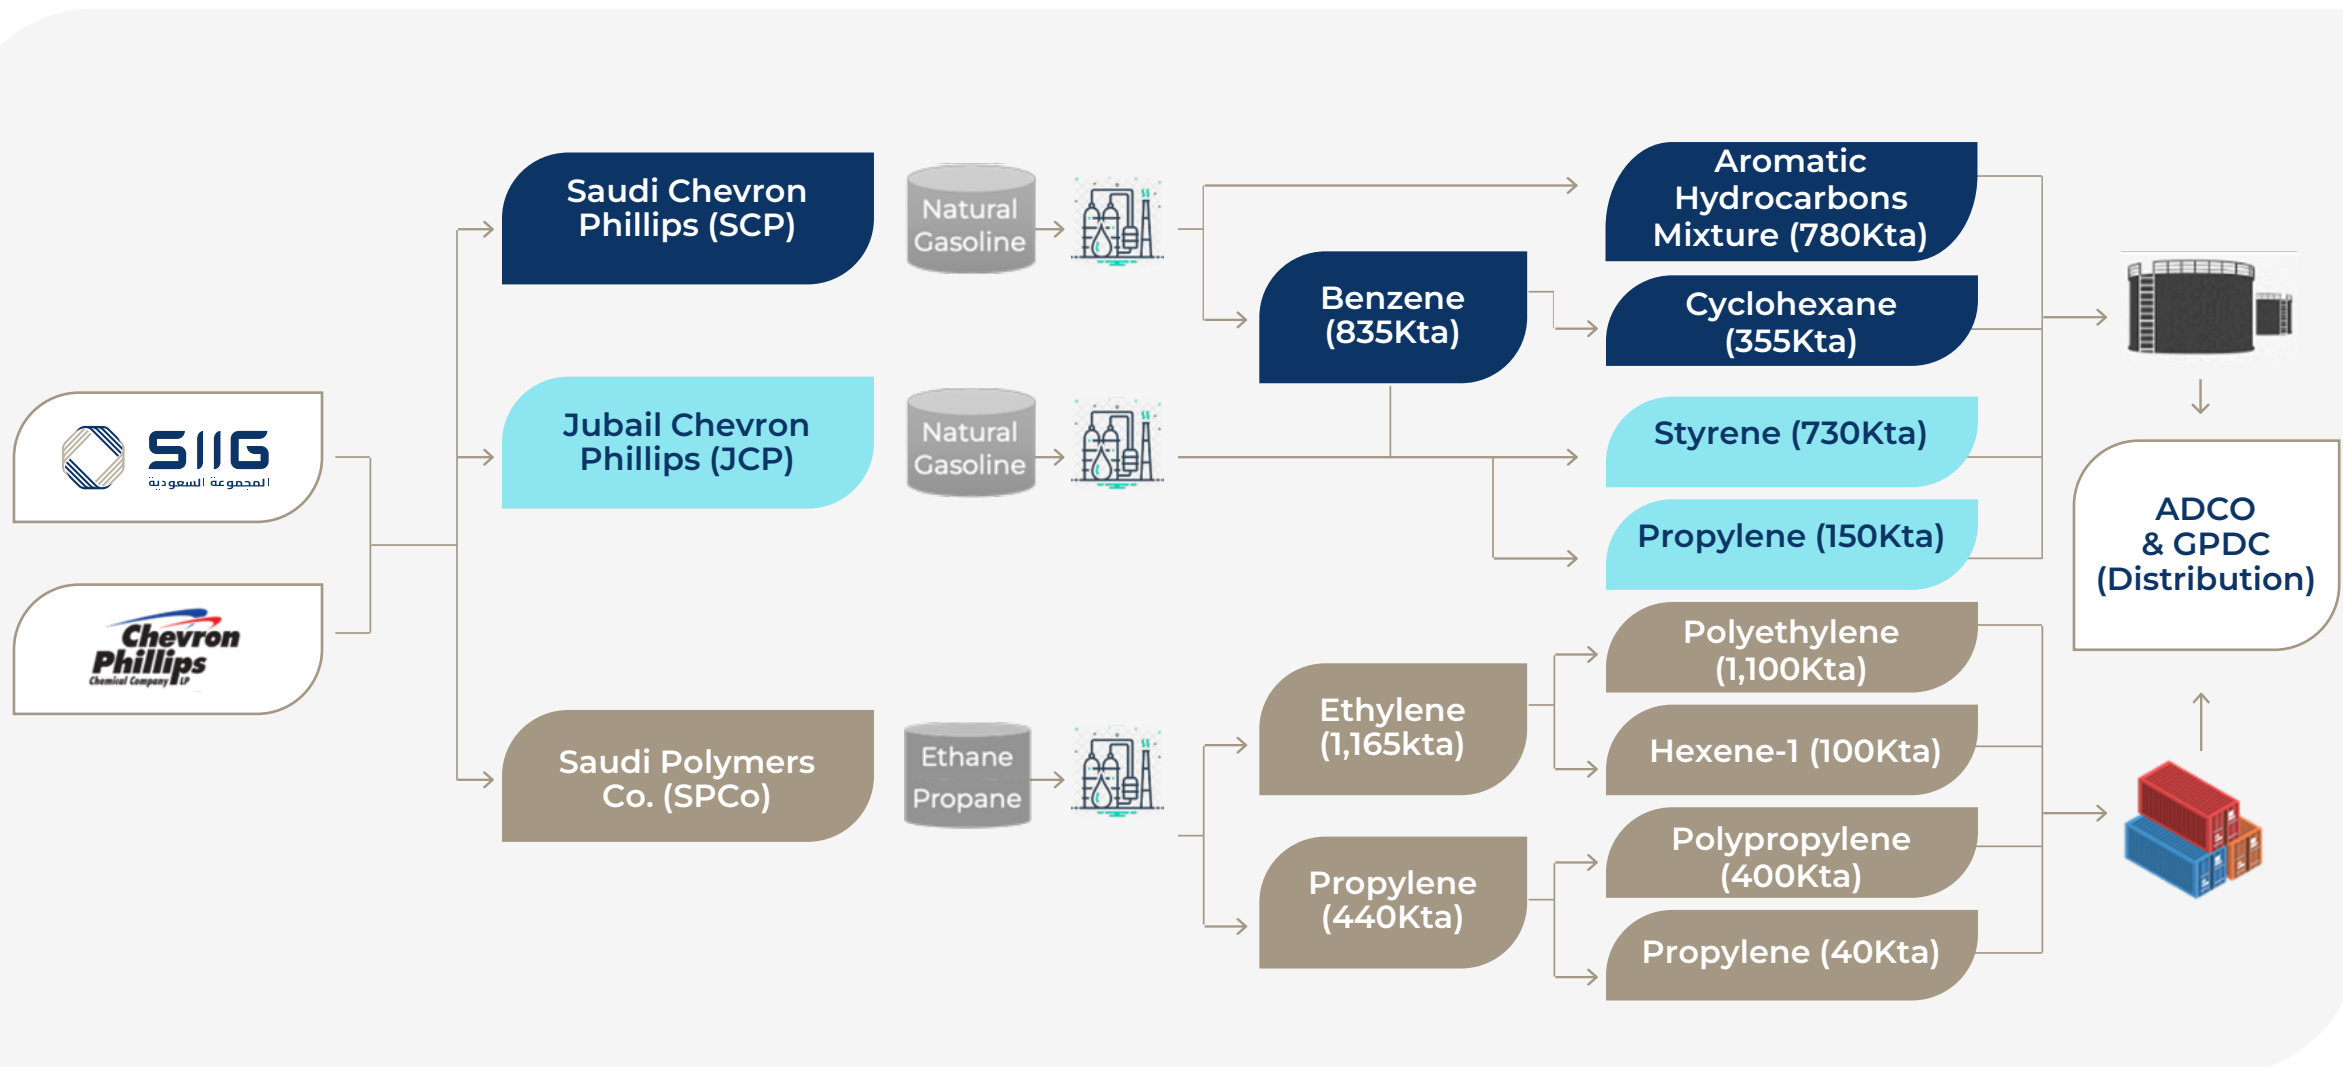 SIIG
المجموعة السعودية
Chevron
Phillips
Chemical Company LP
Saudi Chevron
Phillips (SCP)
Natural
Gasoline
Jubail Chevron
Phillips (JCP)
Natural
Gasoline
Saudi Polymers
Co. (SPCo)
Ethane
Propane
Benzene
(835Kta)
Ethylene
(1,165kta)
Propylene
(440Kta)
Aromatic
Hydrocarbons
Mixture (780Kta)
Cyclohexane
(355Kta)
Styrene (730Kta)
Propylene (150Kta)
Polyethylene
(1,100Kta)
Hexene-1 (100Kta)
Polypropylene
(400Kta)
Propylene (40Kta)
ADCO
& GPDC
(Distribution)